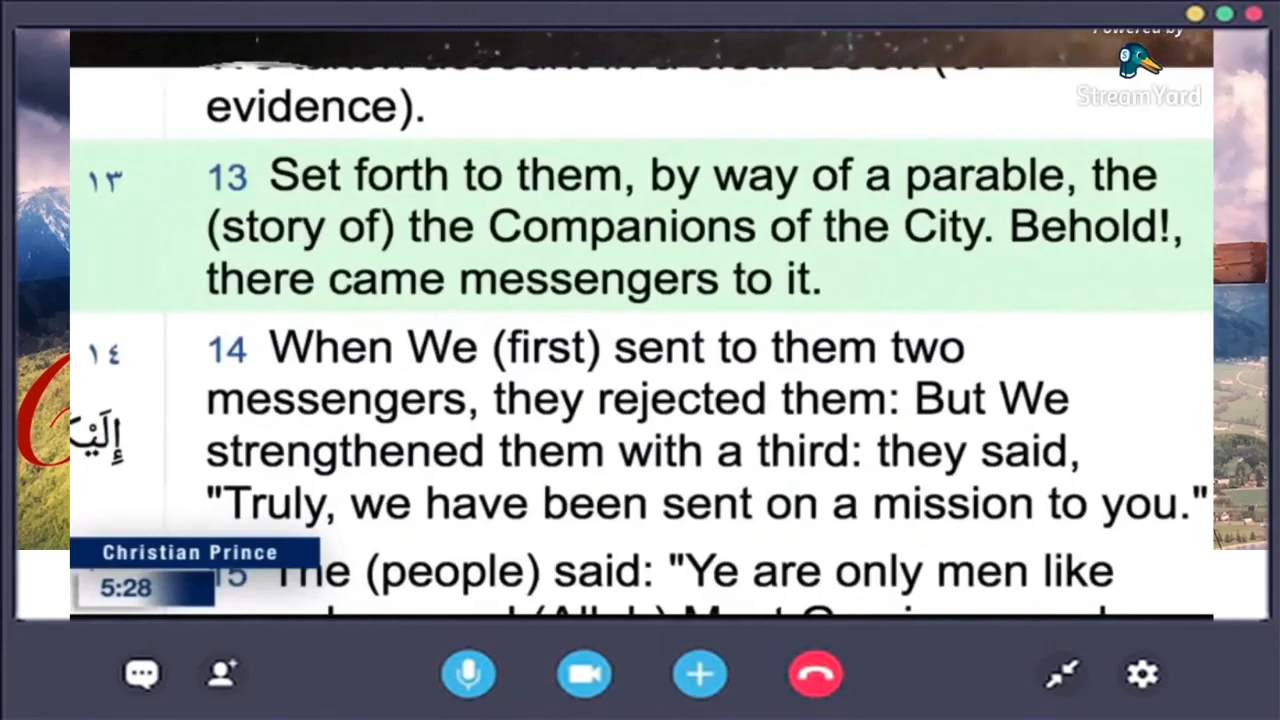 Powered by
StreamYard
evidence).
١٣
13 Set forth to them, by way of a parable, the
(story of) the Companions of the City. Behold!,
there came messengers to it.
١٤
14 When We (first) sent to them two
messengers, they rejected them: But We
strengthened them with a third: they said,
"Truly, we have been sent on a mission to you."
إِلَيْكُ
15 The (people) said: "Ye are only men like
Christian Prince
5:28